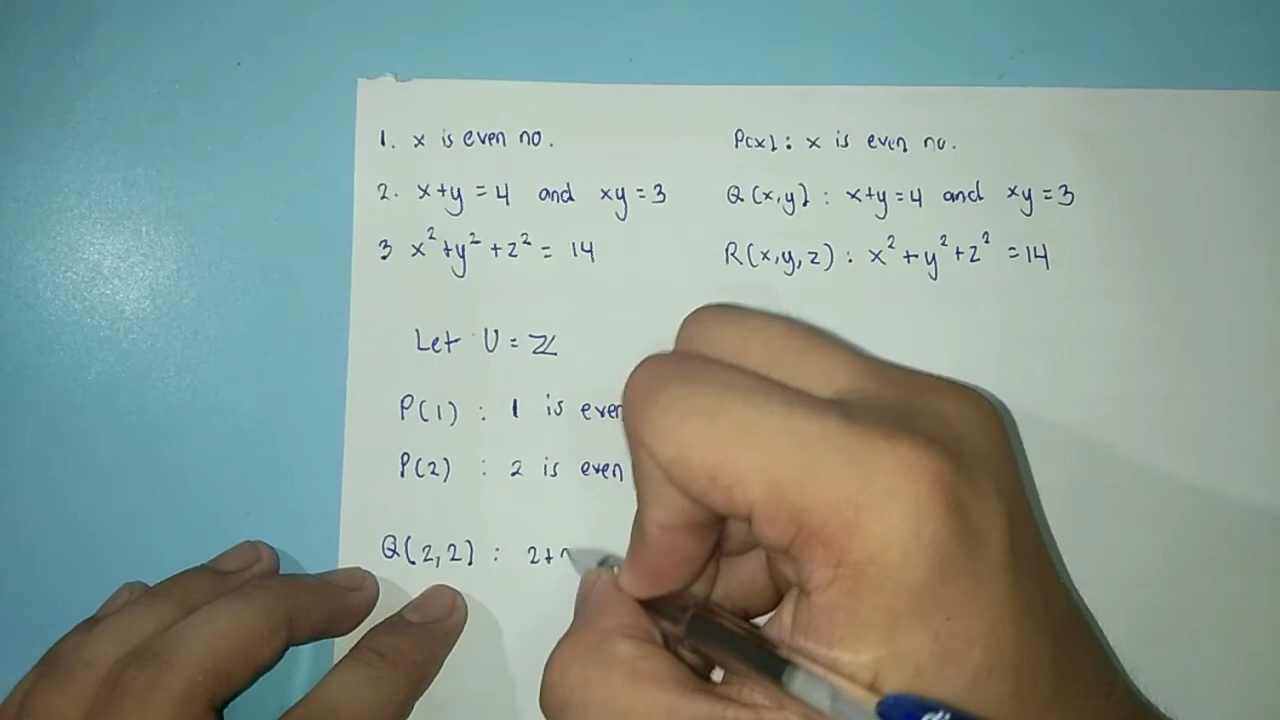 1. x is even no. P(x): x is even no.
2. x+y = 4 and xy = 3 Q(x,y): x+y = 4 and xy = 3
3 x²+y²+z² = 14 R(x,y,z): x²+y²+z² = 14
Let U = ℤ
P(1) : 1 is even
P(2) : 2 is even
Q(2,2) : 2+